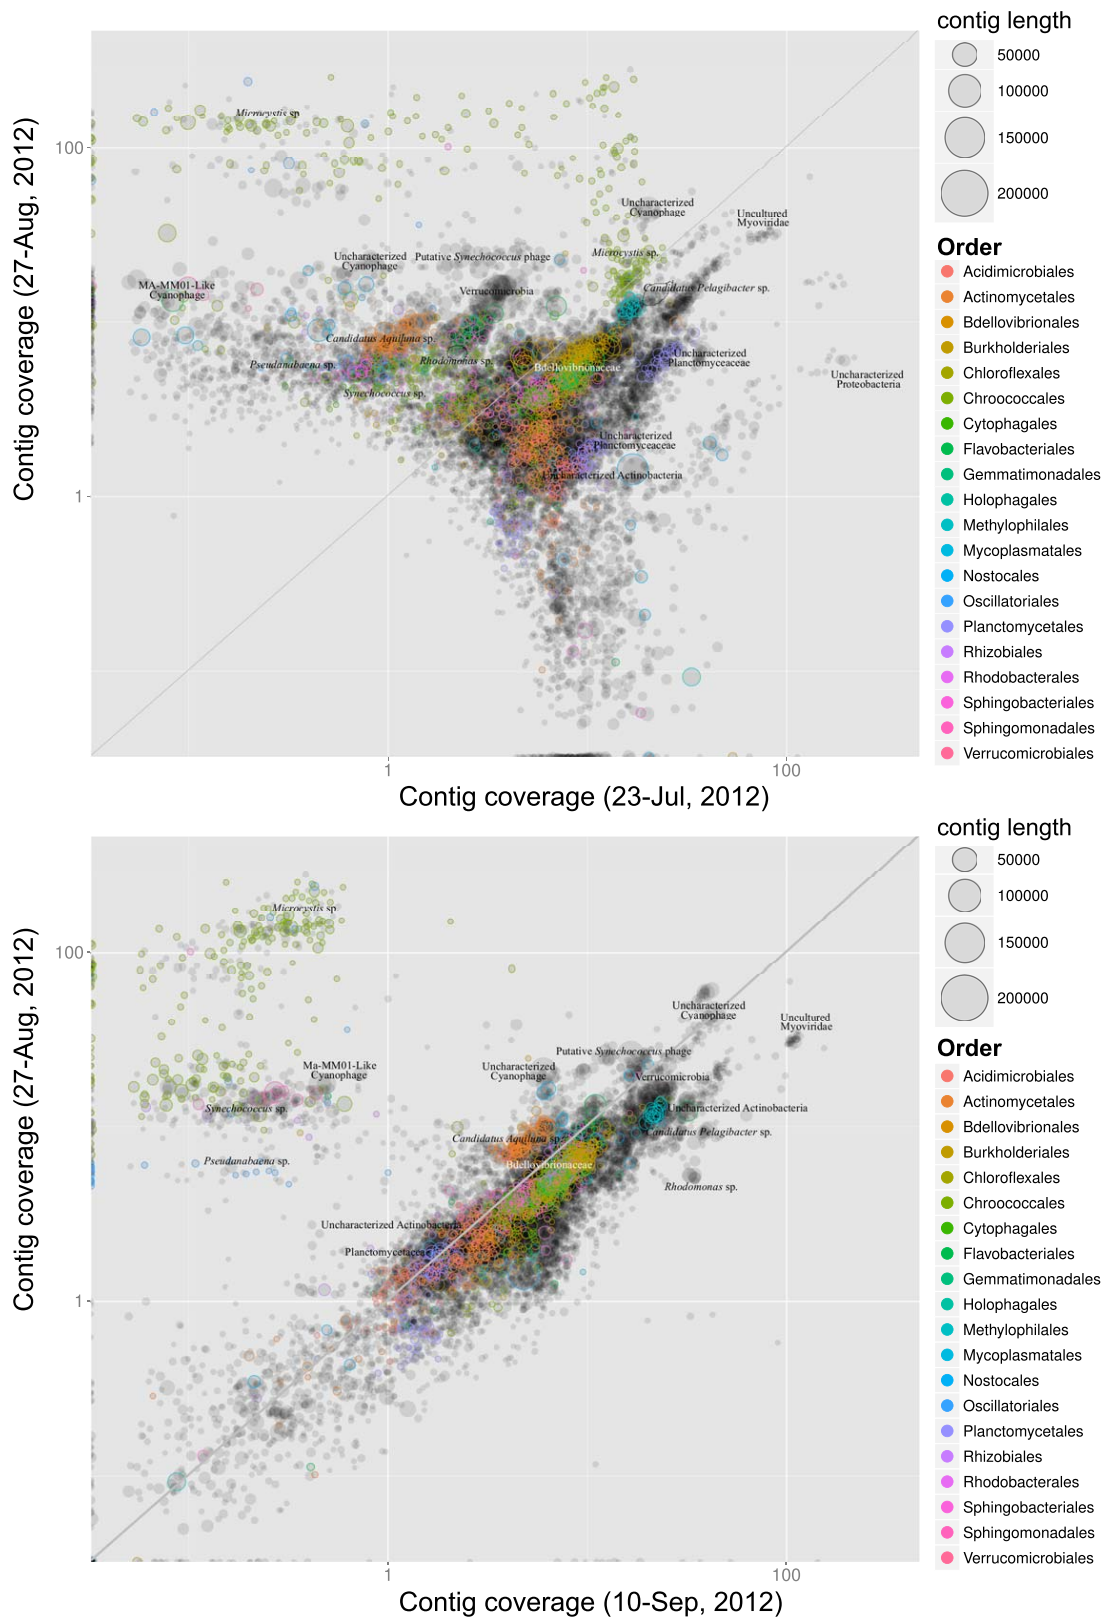 contig length
50000
100000
150000
200000
Order
Acidimicrobiales
Actinomycetales
Bdellovibrionales
Burkholderiales
Chloroflexales
Chroococcales
Cytophagales
Flavobacteriales
Gemmatimonadales
Holophagales
Methylophilales
Mycoplasmatales
Nostocales
Oscillatoriales
Planctomycetales
Rhizobiales
Rhodobacterales
Sphingobacteriales
Sphingomonadales
Verrucomicrobiales
Contig coverage (27-Aug, 2012)
100
1
Microcystis sp
Uncharacterized
Cyanophage
Uncultured
Myoviridae
Uncharacterized
Cyanophage
Putative Synechococcus phage
Microcystis sp.
MA-MM01-Like
Cyanophage
Verrucomicrobia
Candidatus Pelagibacter sp.
Candidatus Aquiluna sp.
Pseudanabaena sp.
Rhodomonas sp.
Bdellovibrionaceae
Uncharacterized
Planctomyceaceae
Uncharacterized
Proteobacteria
Synechococcus sp.
Uncharacterized
Planctomyceaceae
Uncharacterized Actinobacteria
1
100
Contig coverage (23-Jul, 2012)
contig length
50000
100000
150000
200000
Order
Acidimicrobiales
Actinomycetales
Bdellovibrionales
Burkholderiales
Chloroflexales
Chroococcales
Cytophagales
Flavobacteriales
Gemmatimonadales
Holophagales
Methylophilales
Mycoplasmatales
Nostocales
Oscillatoriales
Planctomycetales
Rhizobiales
Rhodobacterales
Sphingobacteriales
Sphingomonadales
Verrucomicrobiales
Contig coverage (27-Aug, 2012)
100
1
Microcystis sp
Uncharacterized
Cyanophage
Uncultured
Myoviridae
Putative Synechococcus phage
Uncharacterized
Cyanophage
Ma-MM01-Like
Cyanophage
Verrucomicrobia
Synechococcus sp.
Uncharacterized Actinobacteria
Candidatus Pelagibacter sp.
Candidatus Aquiluna sp.
Pseudanabaena sp.
Bdellovibrionaceae
Rhodomonas sp.
Uncharacterized Actinobacteria
Planctomycetaceae
1
100
Contig coverage (10-Sep, 2012)